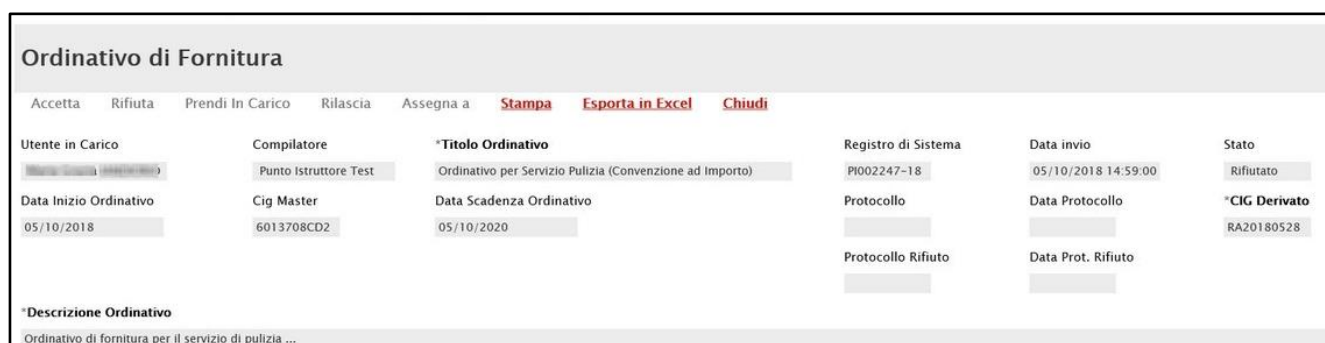 Ordinativo di Fornitura
Accetta Rifiuta Prendi In Carico Rilascia Assegna a Stampa Esporta in Excel Chiudi
Utente in Carico Compilatore *Titolo Ordinativo Registro di Sistema Data invio Stato
Punto Istruttore Test Ordinativo per Servizio Pulizia (Convenzione ad Importo) PI002247-18 05/10/2018 14:59:00 Rifiutato
Data Inizio Ordinativo Cig Master Data Scadenza Ordinativo Protocollo Data Protocollo *CIG Derivato
05/10/2018 6013708CD2 05/10/2020 RA20180528
Protocollo Rifiuto Data Prot. Rifiuto
*Descrizione Ordinativo
Ordinativo di fornitura per il servizio di pulizia ...